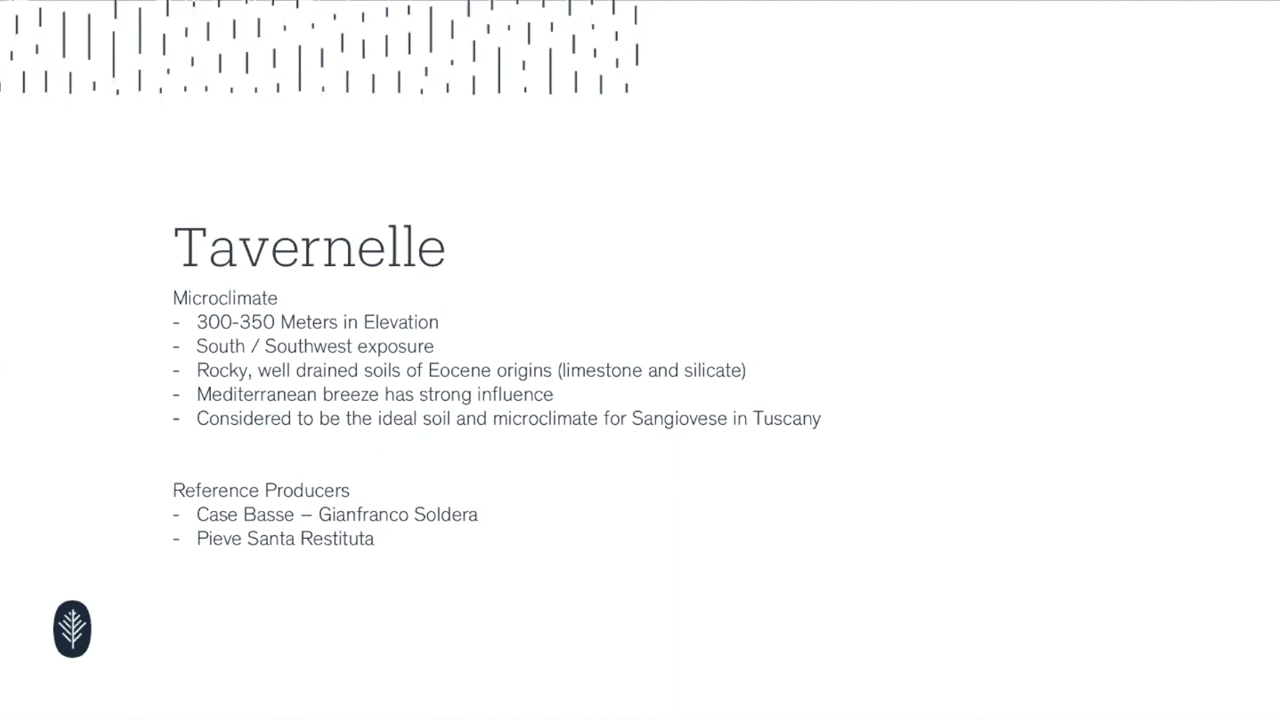 Tavernelle
Microclimate
- 300-350 Meters in Elevation
- South / Southwest exposure
- Rocky, well drained soils of Eocene origins (limestone and silicate)
- Mediterranean breeze has strong influence
- Considered to be the ideal soil and microclimate for Sangiovese in Tuscany
Reference Producers
- Case Basse – Gianfranco Soldera
- Pieve Santa Restituta